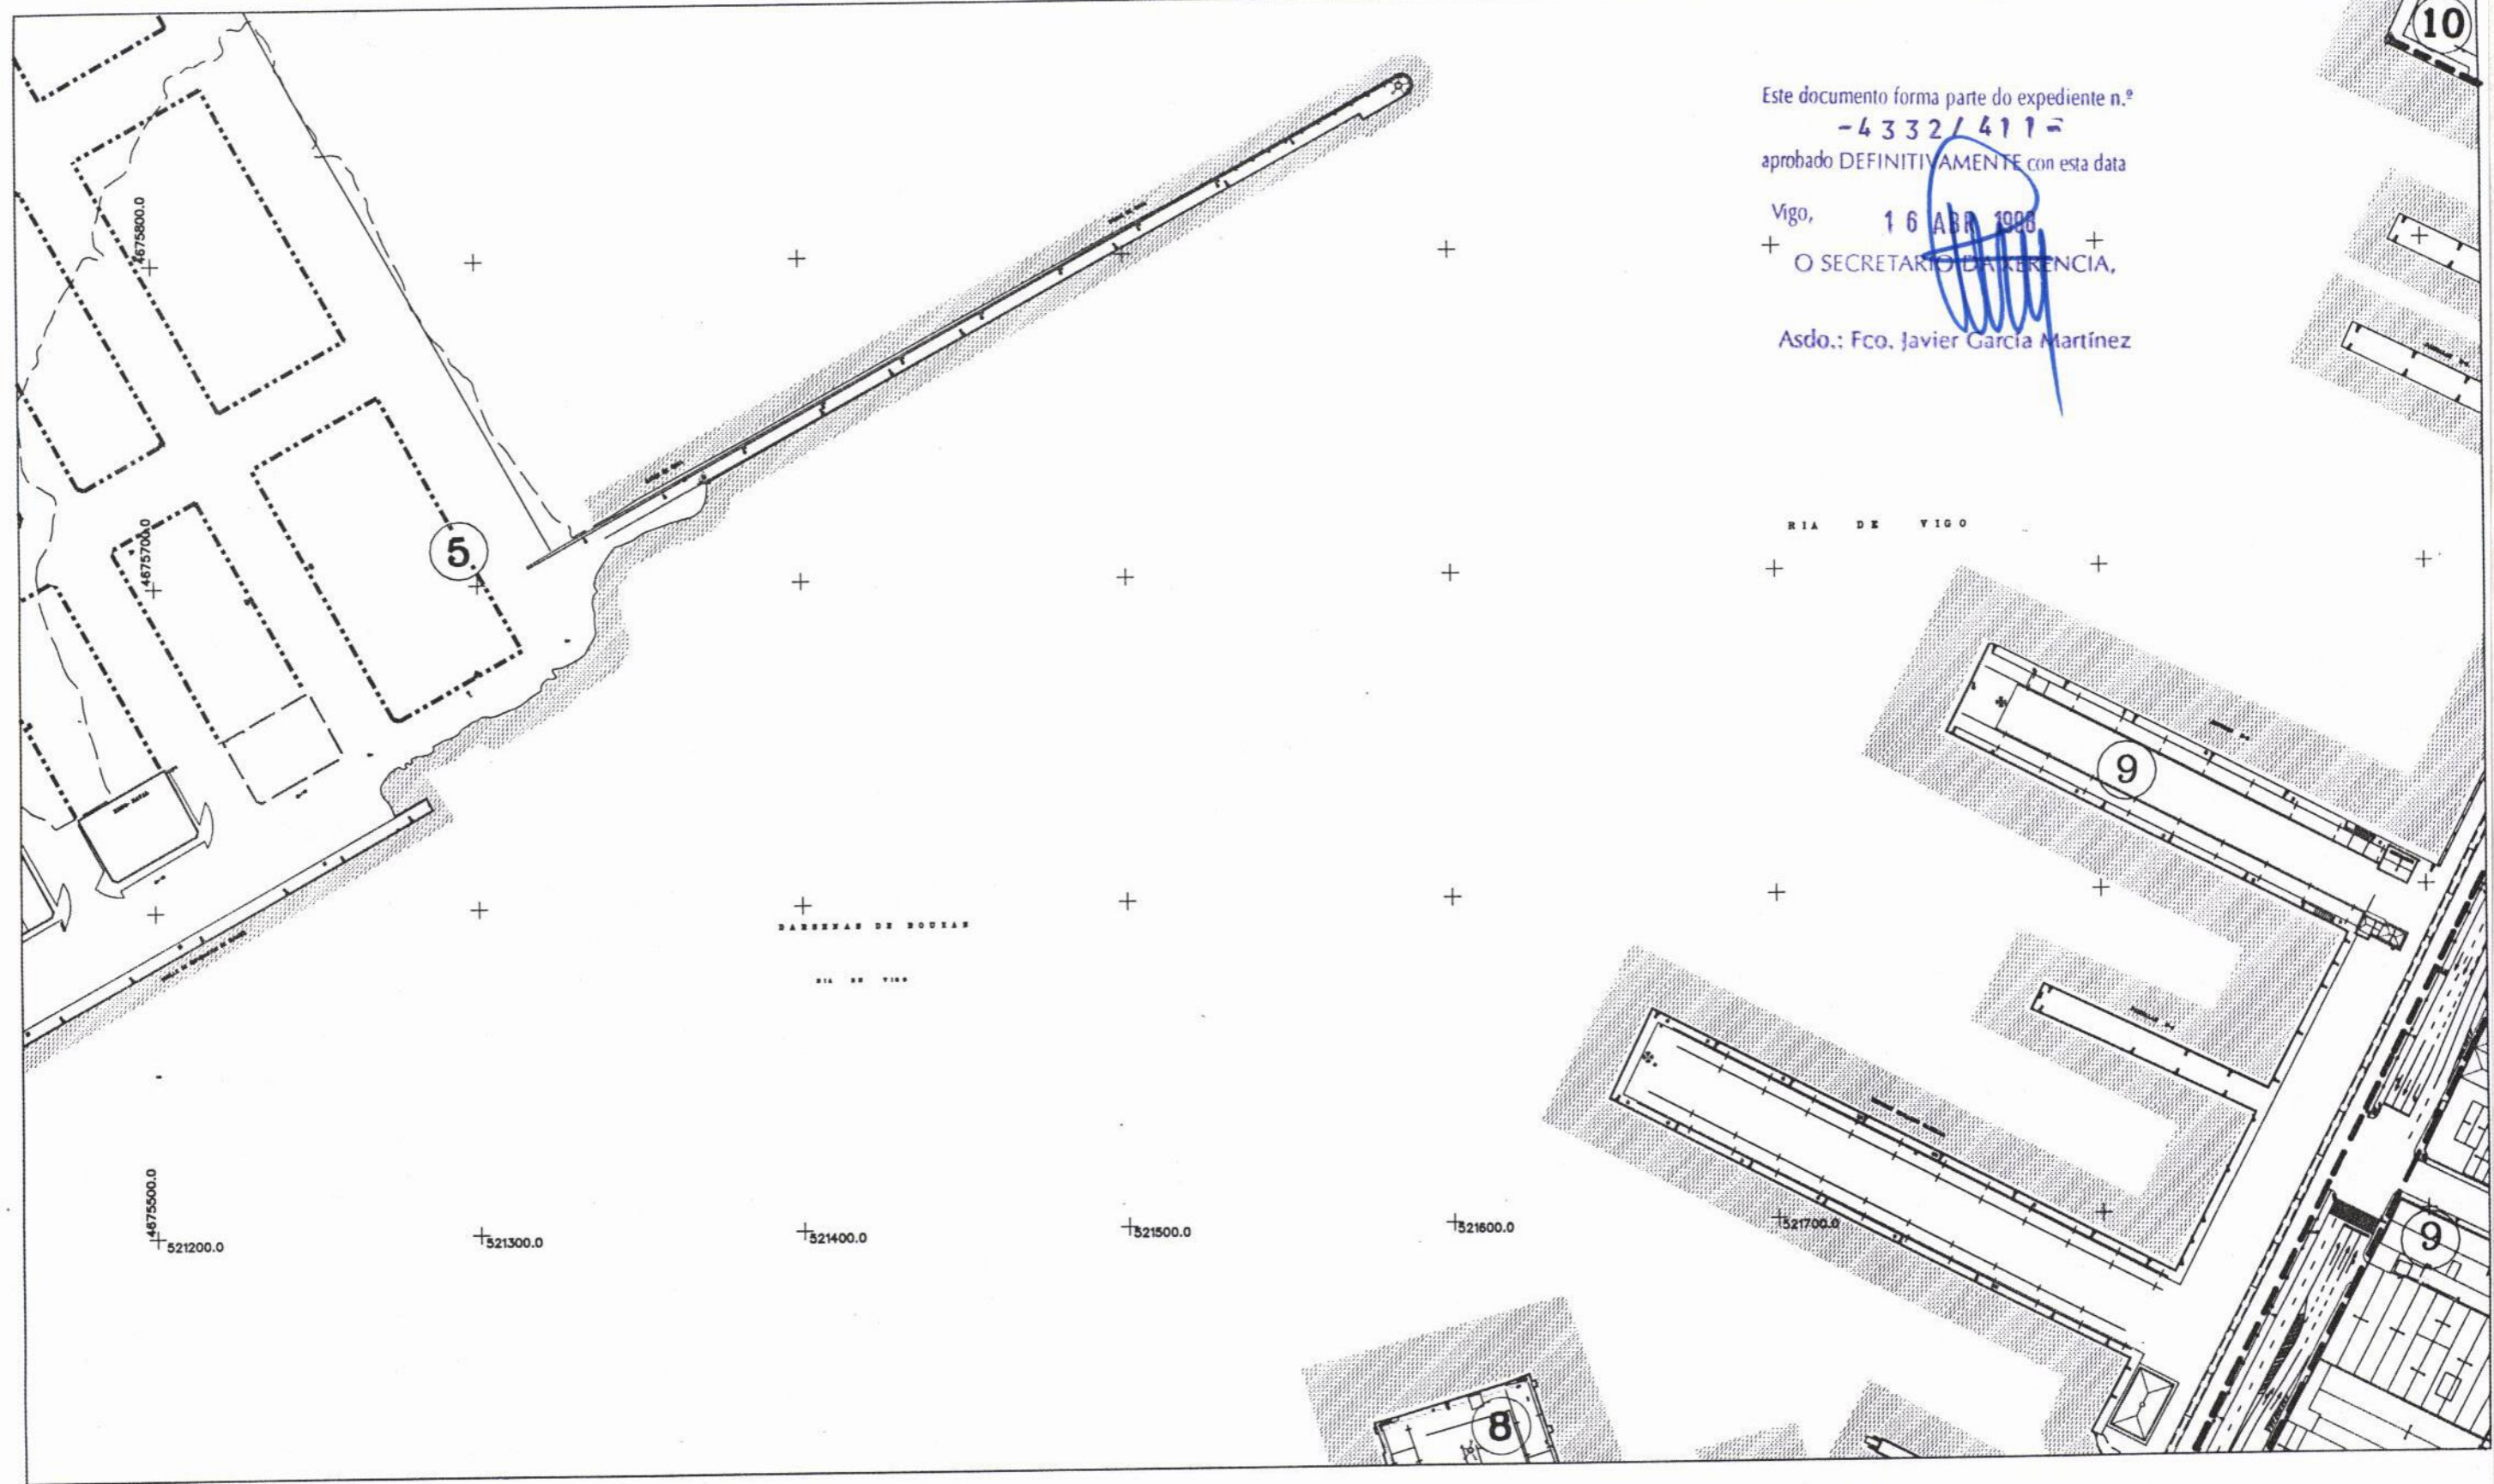 10
Este documento forma parte do expediente n.º
-4332/411-
aprobado DEFINITIVAMENTE con esta data
Vigo, 16 ABR 1998
O SECRETARIO DA XERENCIA,
Asdo.: Fco. Javier García Martínez
4675800.0
RIA DE VIGO
4675700.0
5
9
DARSENAS DE BOUZAS
RIA DE VIGO
4675500.0
521200.0
521300.0
521400.0
521500.0
521600.0
521700.0
9
8